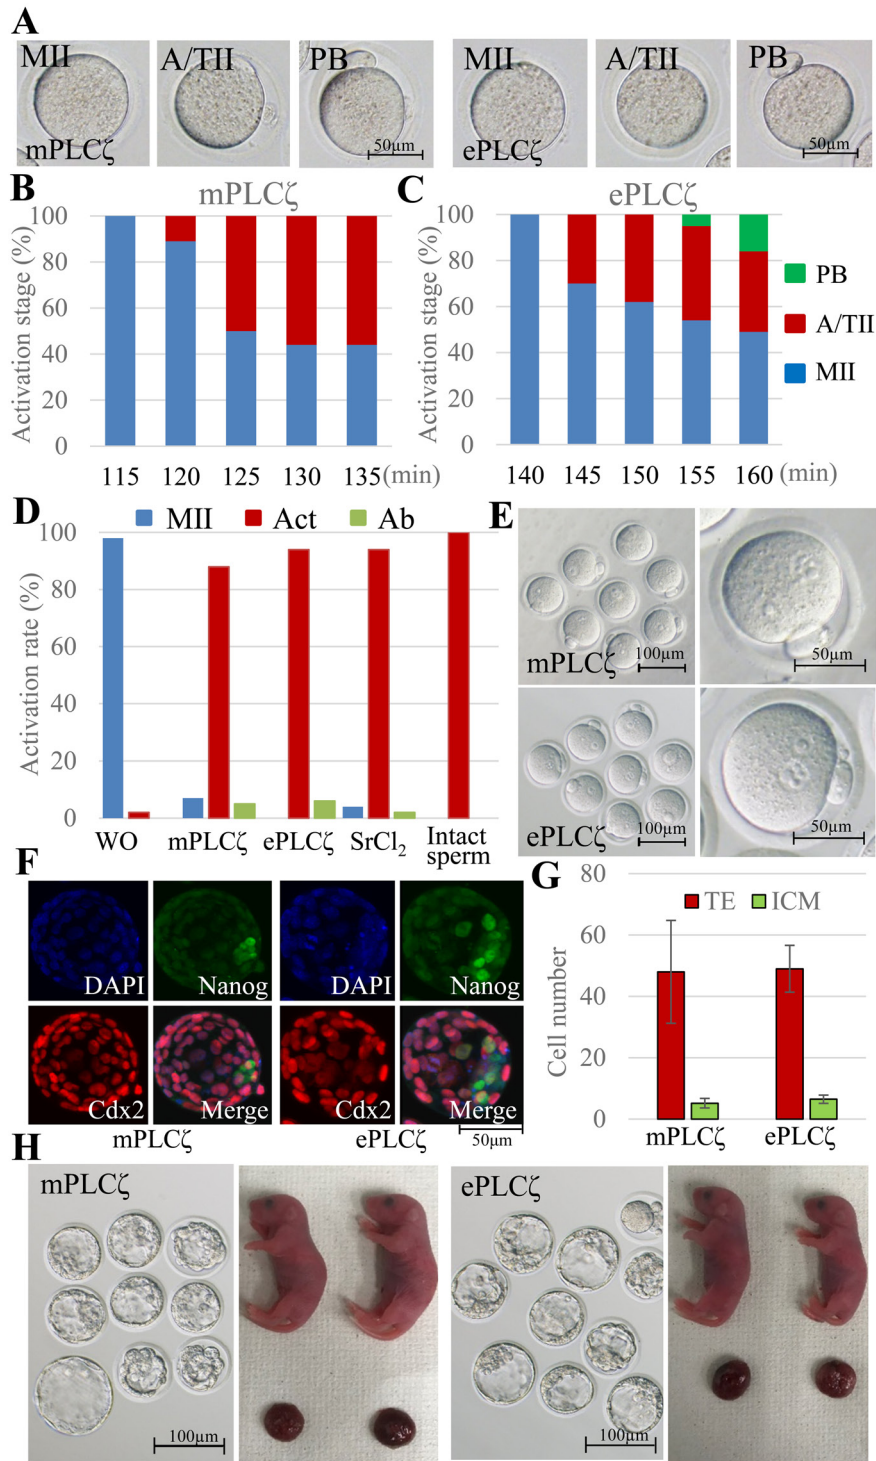 A
MII A/TII PB MII A/TII PB
mPLCζ 50µm ePLCζ 50µm
B mPLCζ
Activation stage (%)
100
80
60
40
20
0
115 120 125 130 135 (min)
C ePLCζ
Activation stage (%)
100
80
60
40
20
0
140 145 150 155 160 (min)
PB
A/TII
MII
D
MII Act Ab
Activation rate (%)
100
80
60
40
20
0
WO mPLCζ ePLCζ SrCl₂ Intact
sperm
E
mPLCζ 100µm 50µm
ePLCζ 100µm 50µm
F
DAPI Nanog DAPI Nanog
Cdx2 Merge Cdx2 Merge
mPLCζ ePLCζ 50µm
G
TE ICM
Cell number
80
60
40
20
0
mPLCζ ePLCζ
H
mPLCζ ePLCζ
100µm 100µm